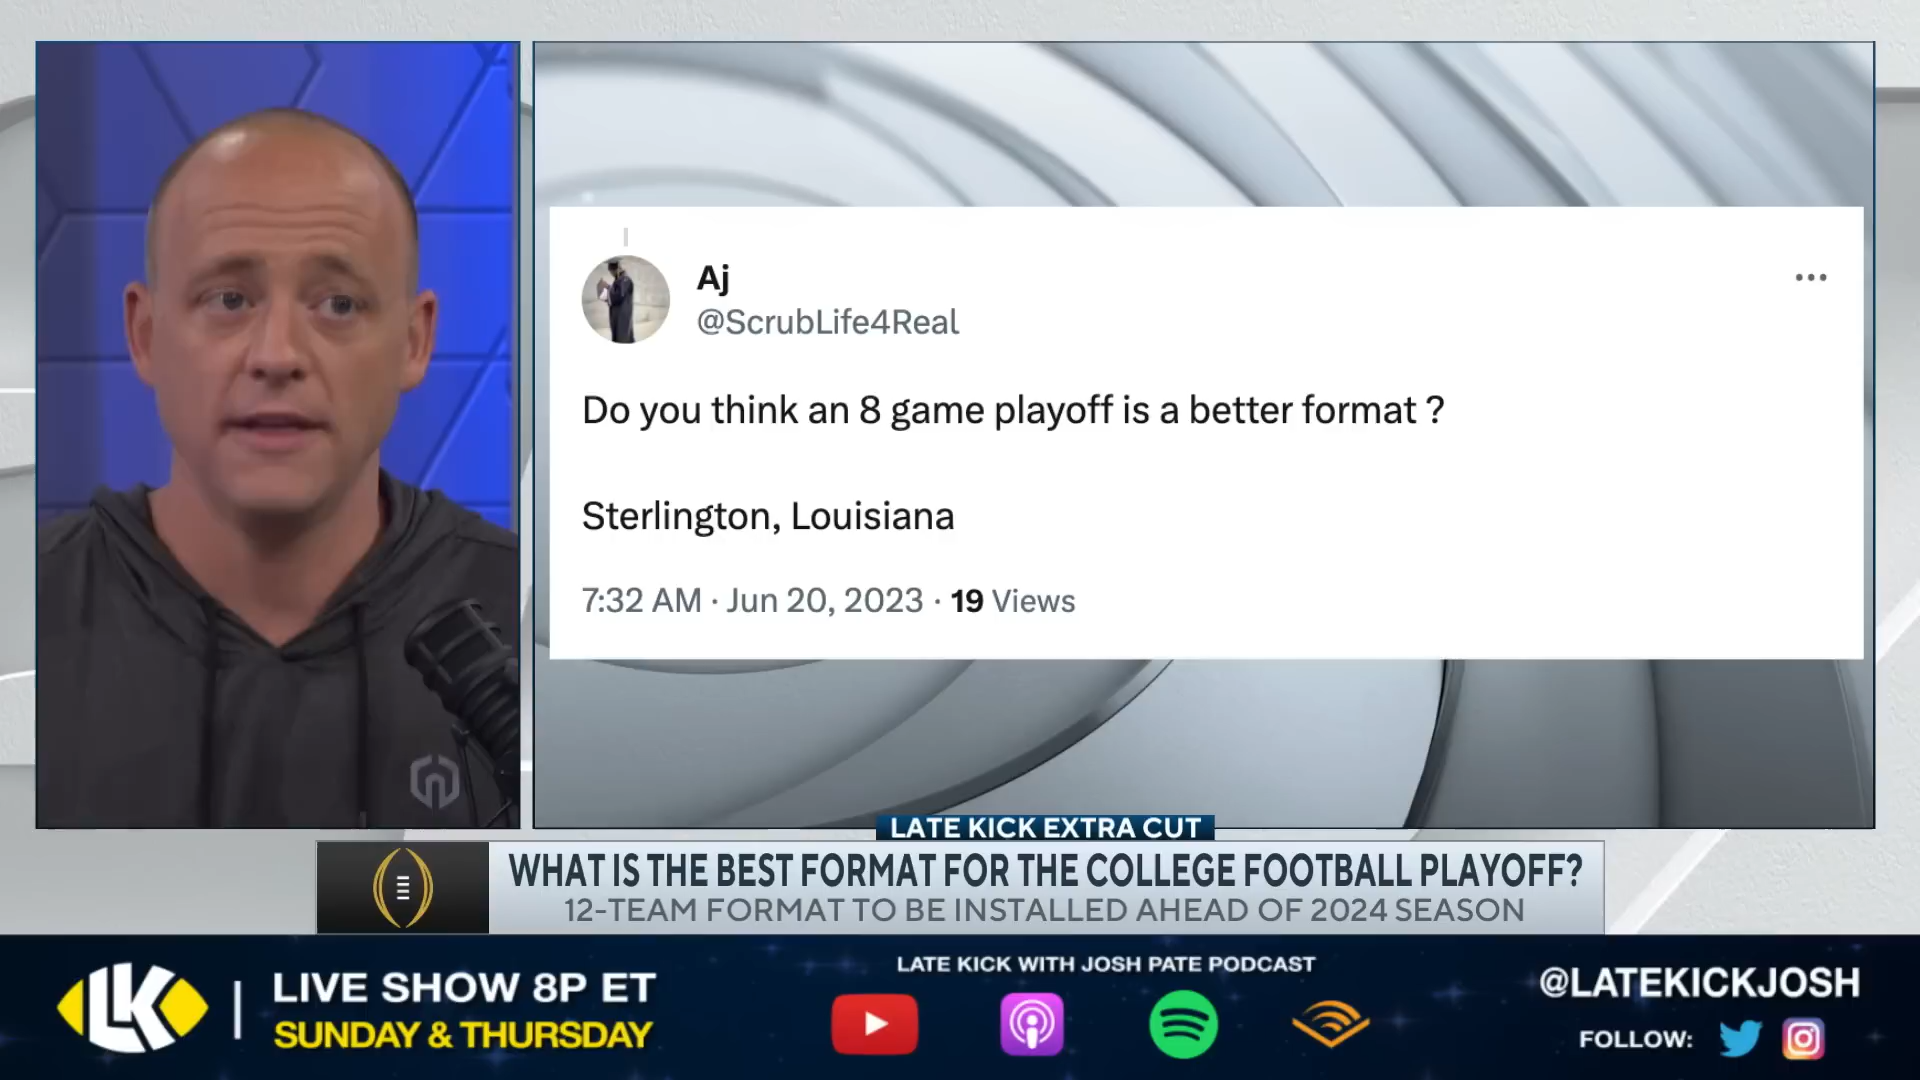 Aj
@ScrubLife4Real
Do you think an 8 game playoff is a better format ?
Sterlington, Louisiana
7:32 AM · Jun 20, 2023 · 19 Views
LATE KICK EXTRA CUT
WHAT IS THE BEST FORMAT FOR THE COLLEGE FOOTBALL PLAYOFF?
12-TEAM FORMAT TO BE INSTALLED AHEAD OF 2024 SEASON
LK
LIVE SHOW 8P ET
SUNDAY & THURSDAY
LATE KICK WITH JOSH PATE PODCAST
@LATEKICKJOSH
FOLLOW: